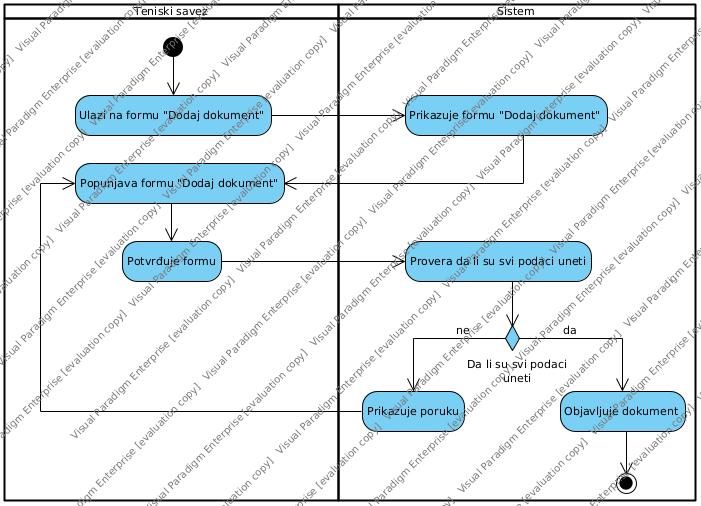 Teniski savez
Sistem
Ulazi na formu "Dodaj dokument"
Prikazuje formu "Dodaj dokument"
Popunjava formu "Dodaj dokument"
Potvrđuje formu
Provera da li su svi podaci uneti
ne
da
Da li su svi podaci
uneti
Prikazuje poruku
Objavljuje dokument
Visual Paradigm Enterprise [evaluation copy]